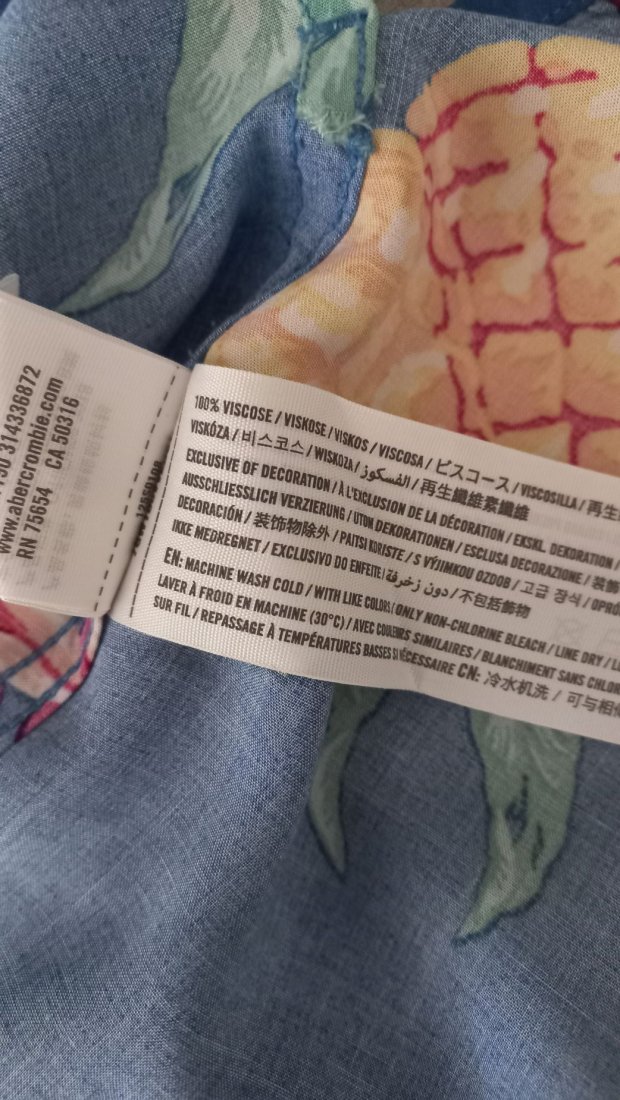 314336872
www.abercrombie.com
RN 75654 CA 50316
100% VISCOSE / VISKOSE / VISKOS / VISCOSA / ビスコース / VISCOSILLA / 再生
VISKÓZA / 비스코스 / WISKOZA / الفسكوز / 再生纖維素纖維
EXCLUSIVE OF DECORATION / À L'EXCLUSION DE LA DÉCORATION / EKSKL. DEKORATION /
AUSSCHLIESSLICH VERZIERUNG / UTOM DEKORATIONEN / ESCLUSA DECORAZIONE / 装飾
DECORACIÓN / 装饰物除外 / PAITSI KORISTE / S VÝJIMKOU OZDOB / 고급 장식 / OPRÓ
IKKE MEDREGNET / EXCLUSIVO DO ENFEITE / دون زخرفة / 不包括飾物
EN: MACHINE WASH COLD / WITH LIKE COLORS / ONLY NON-CHLORINE BLEACH / LINE DRY /
LAVER À FROID EN MACHINE (30°C) / AVEC COULEURS SIMILAIRES / BLANCHIMENT SANS CHLOR
SUR FIL / REPASSAGE À TEMPÉRATURES BASSES SI NÉCESSAIRE CN: 冷水机洗 / 可与相